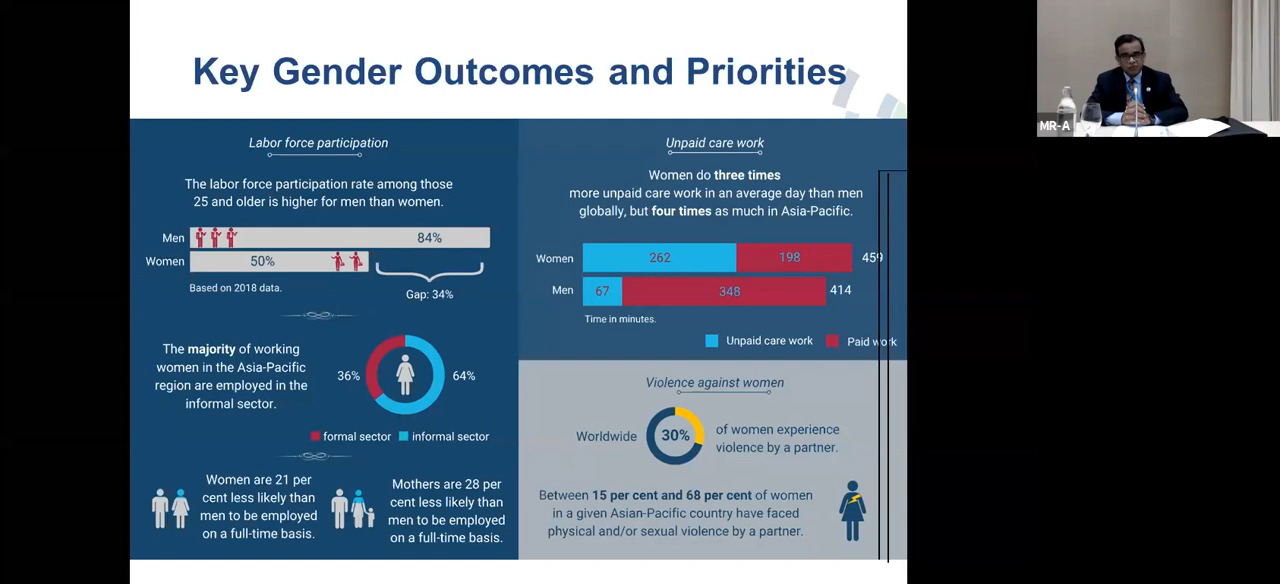 Key Gender Outcomes and Priorities
Labor force participation
The labor force participation rate among those
25 and older is higher for men than women.
Men 84%
Women 50%
Based on 2018 data.
Gap: 34%
The majority of working
women in the Asia-Pacific
region are employed in the
informal sector.
36%
64%
formal sector informal sector
Women are 21 per
cent less likely than
men to be employed
on a full-time basis.
Mothers are 28 per
cent less likely than
men to be employed
on a full-time basis.
Unpaid care work
Women do three times
more unpaid care work in an average day than men
globally, but four times as much in Asia-Pacific.
Women 262 198 459
Men 67 348 414
Time in minutes.
Unpaid care work Paid work
Violence against women
Worldwide 30% of women experience
violence by a partner.
Between 15 per cent and 68 per cent of women
in a given Asian-Pacific country have faced
physical and/or sexual violence by a partner.
MR-A